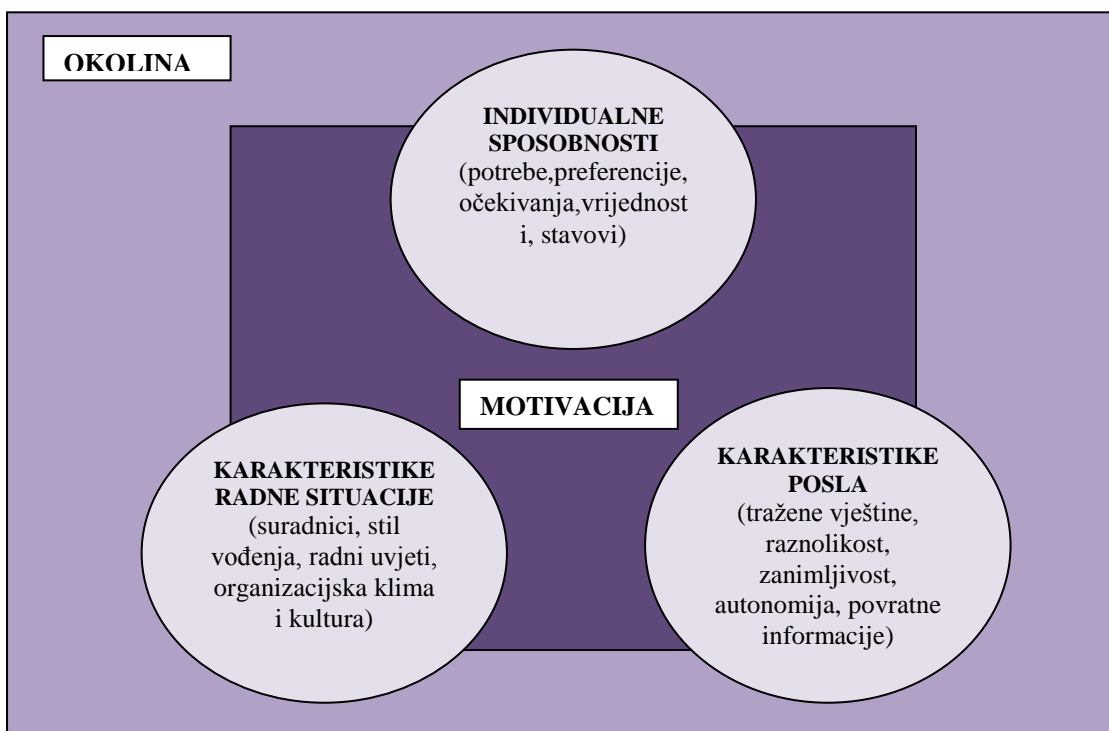 OKOLINA
INDIVIDUALNE
SPOSOBNOSTI
(potrebe,preferencije,
očekivanja,vrijednost
i, stavovi)
MOTIVACIJA
KARAKTERISTIKE
RADNE SITUACIJE
(suradnici, stil
vođenja, radni uvjeti,
organizacijska klima
i kultura)
KARAKTERISTIKE
POSLA
(tražene vještine,
raznolikost,
zanimljivost,
autonomija, povratne
informacije)